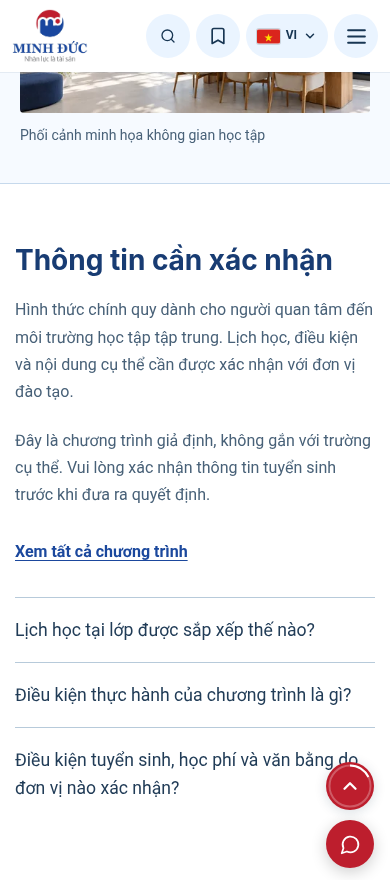 MINH ĐỨC
Nhân lực là tài sản
VI
Phối cảnh minh họa không gian học tập
Thông tin cần xác nhận
Hình thức chính quy dành cho người quan tâm đến
môi trường học tập tập trung. Lịch học, điều kiện
và nội dung cụ thể cần được xác nhận với đơn vị
đào tạo.
Đây là chương trình giả định, không gắn với trường
cụ thể. Vui lòng xác nhận thông tin tuyển sinh
trước khi đưa ra quyết định.
Xem tất cả chương trình
Lịch học tại lớp được sắp xếp thế nào?
Điều kiện thực hành của chương trình là gì?
Điều kiện tuyển sinh, học phí và văn bằng do
đơn vị nào xác nhận?